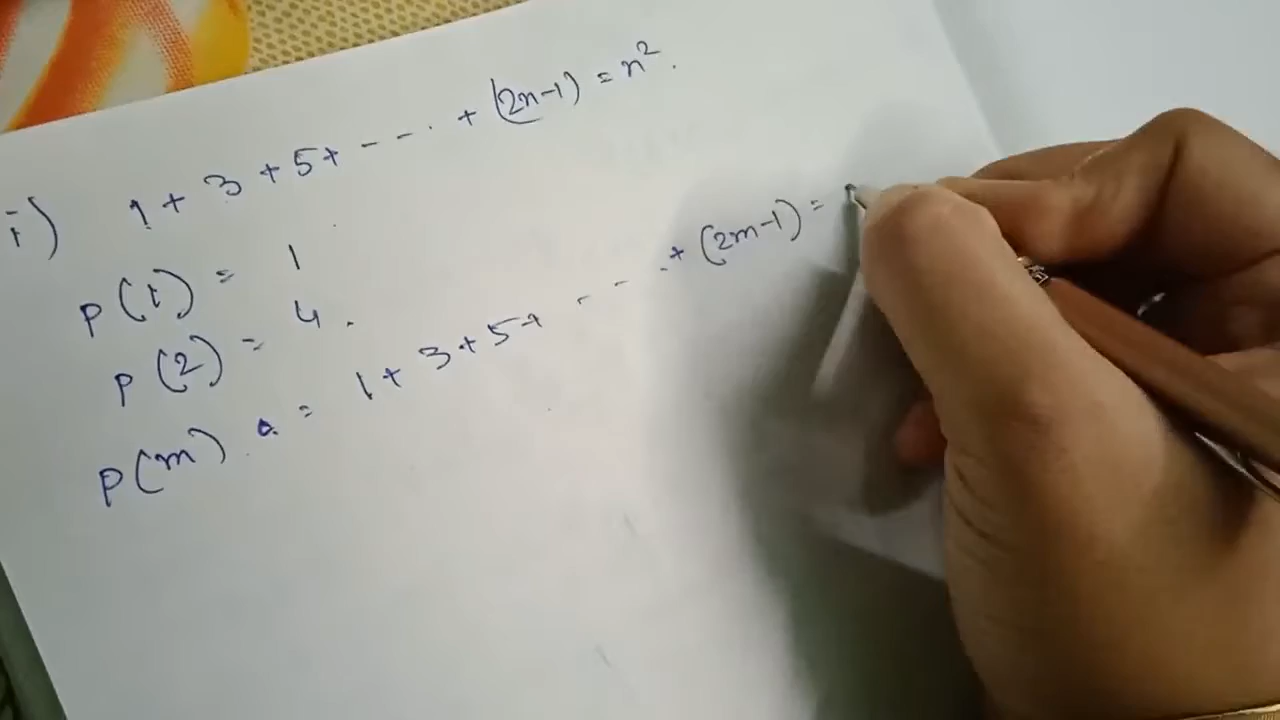 i) 1 + 3 + 5 + - - . . + (2n-1) = n².
P(1) = 1
P(2) = 4.
P(m) = 1 + 3 + 5 + - - . . + (2m-1) =